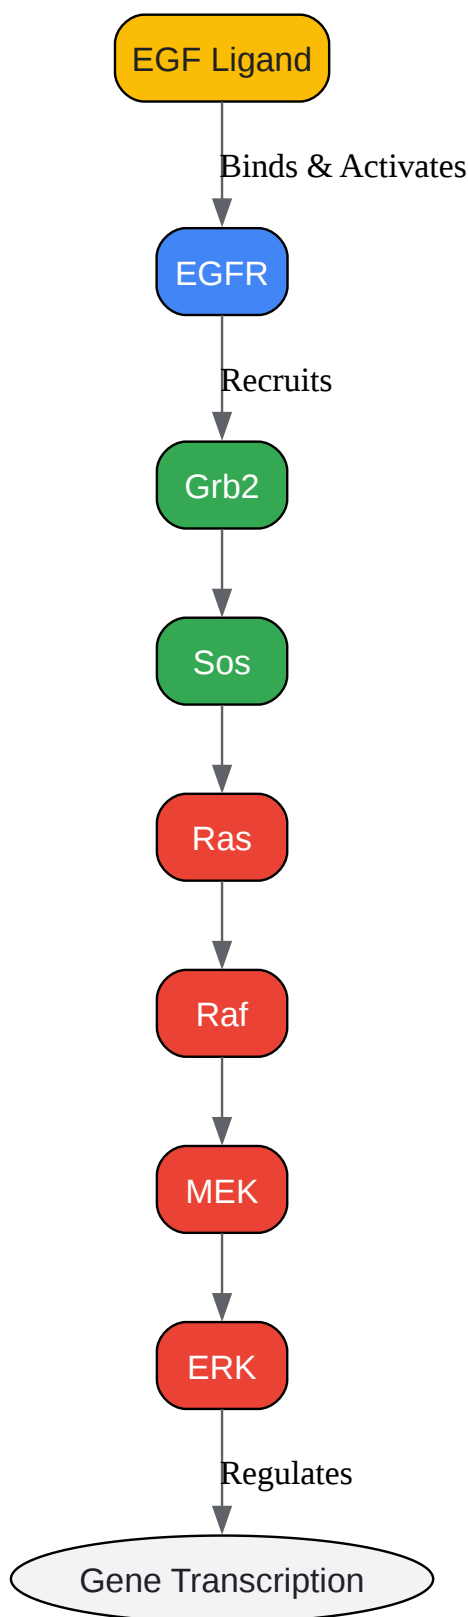 EGF Ligand
Binds & Activates
EGFR
Recruits
Grb2
Sos
Ras
Raf
MEK
ERK
Regulates
Gene Transcription